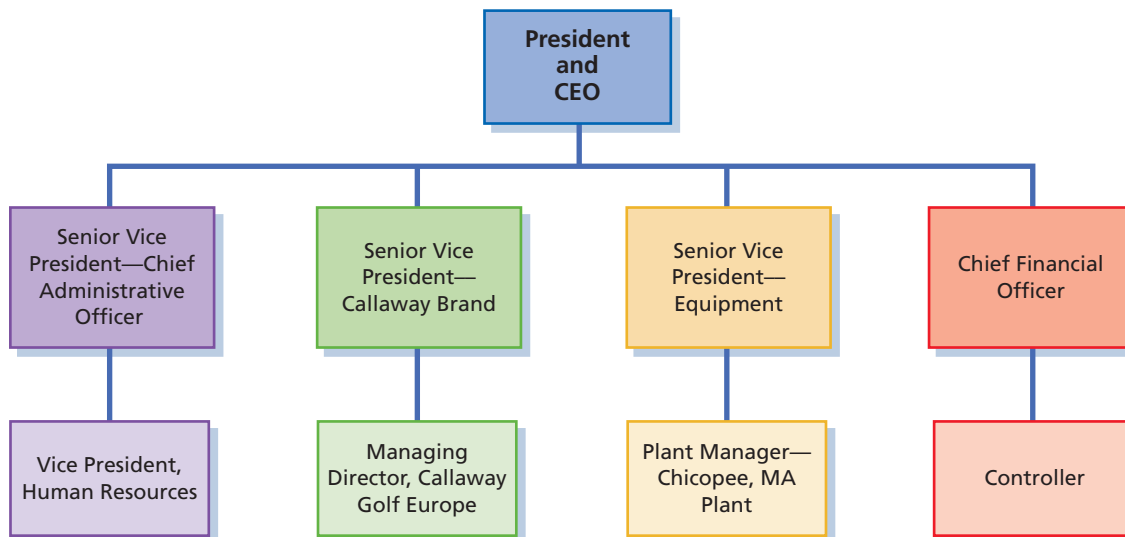 President
and
CEO
Senior Vice
President—Chief
Administrative
Officer
Senior Vice
President—
Callaway Brand
Senior Vice
President—
Equipment
Chief Financial
Officer
Vice President,
Human Resources
Managing
Director, Callaway
Golf Europe
Plant Manager—
Chicopee, MA
Plant
Controller